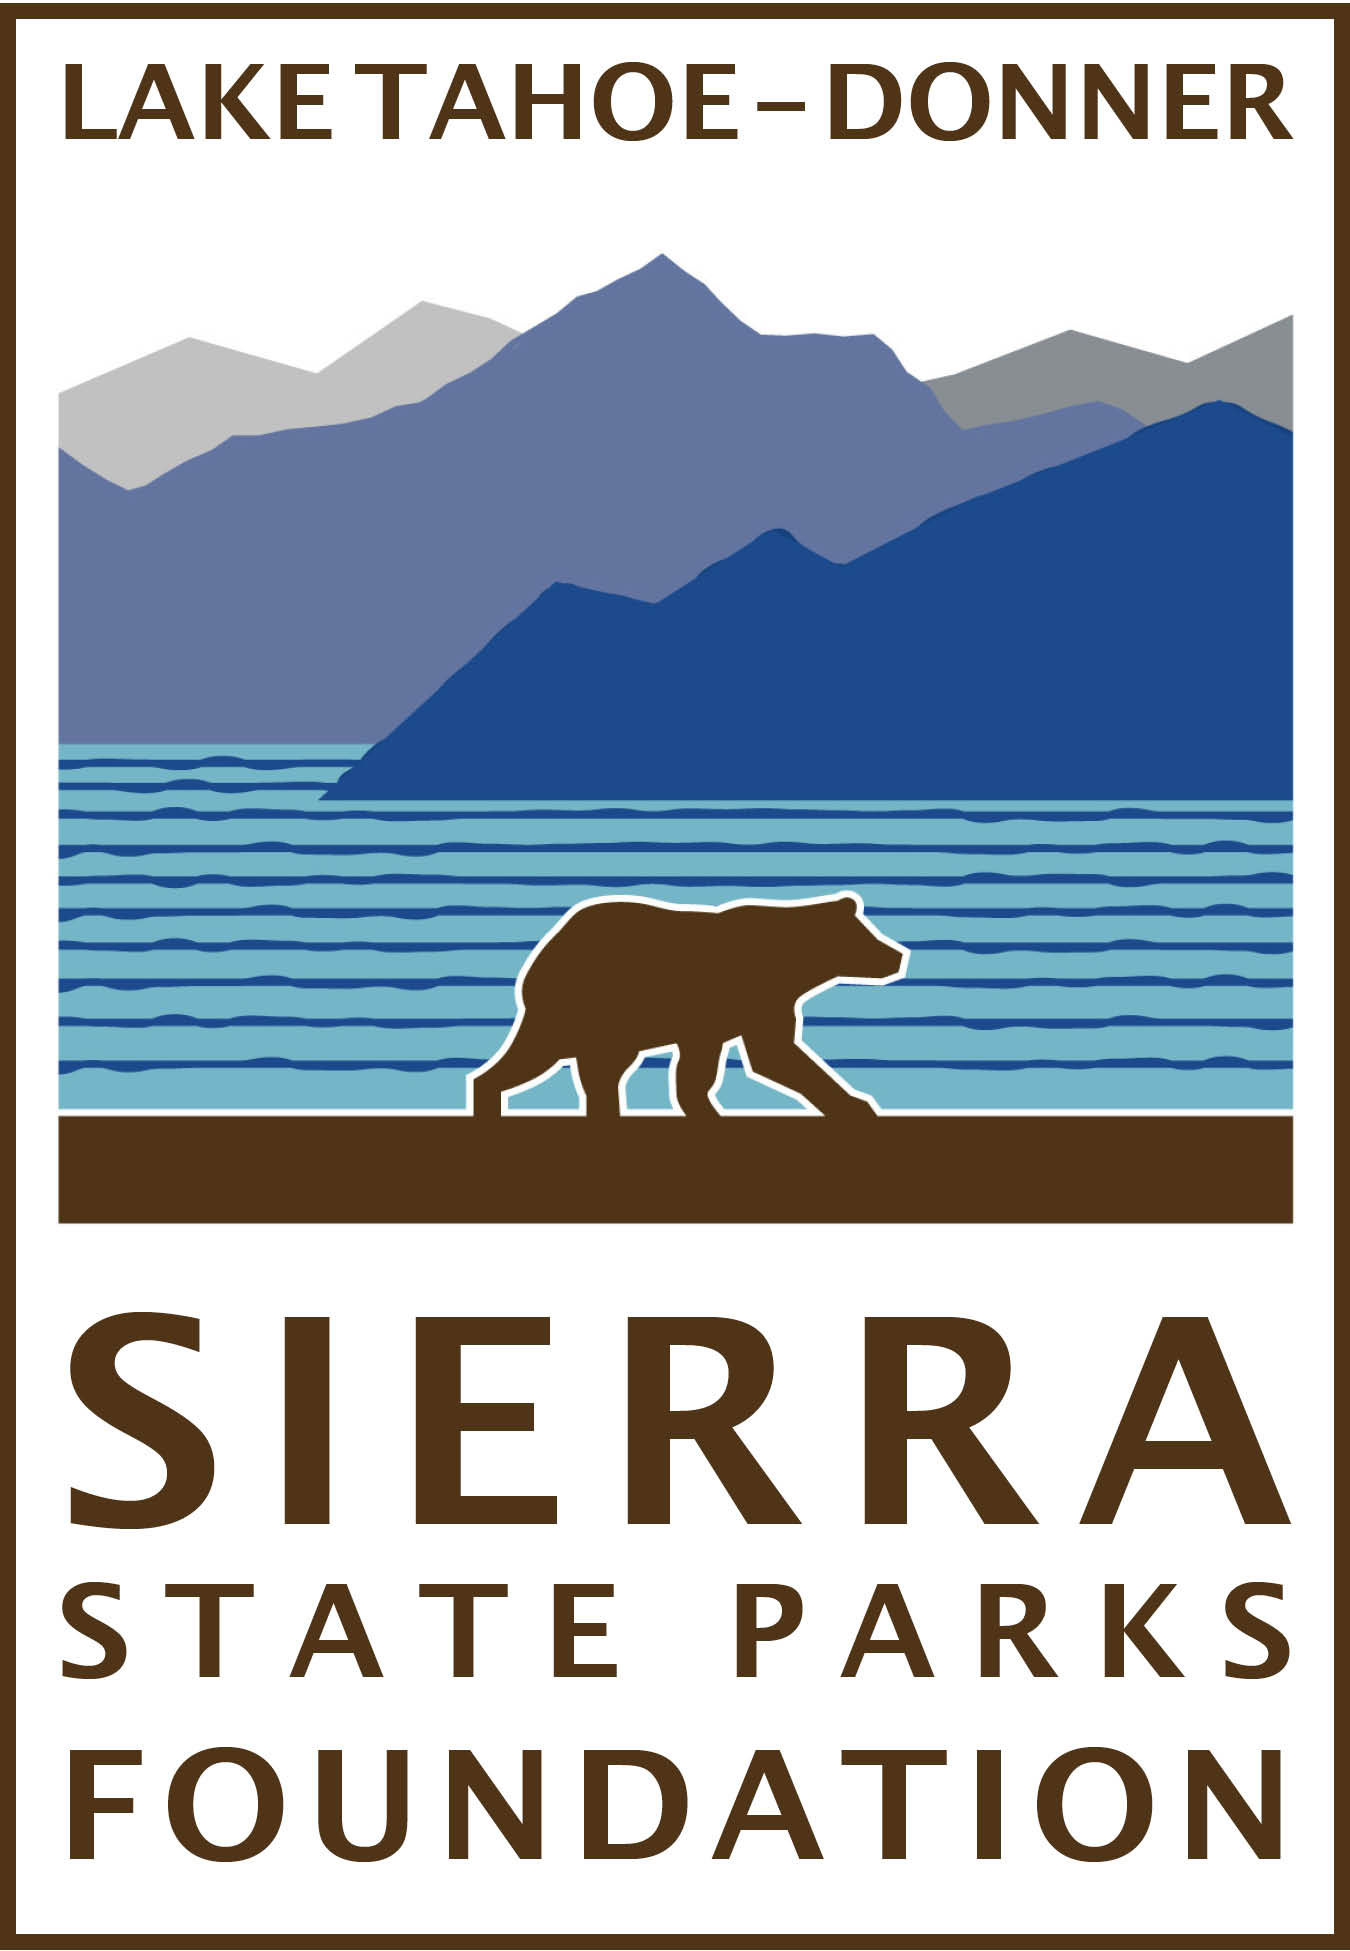 LAKE TAHOE – DONNER
SIERRA
STATE PARKS
FOUNDATION